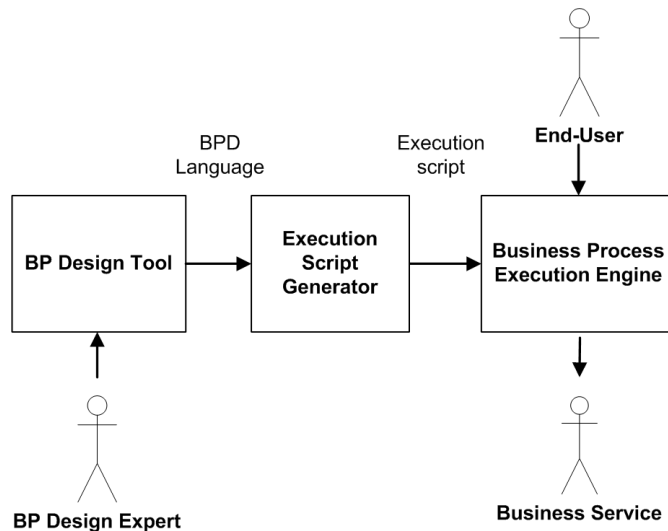 End-User
BPD
Language
Execution
script
BP Design Tool
Execution
Script
Generator
Business Process
Execution Engine
BP Design Expert
Business Service